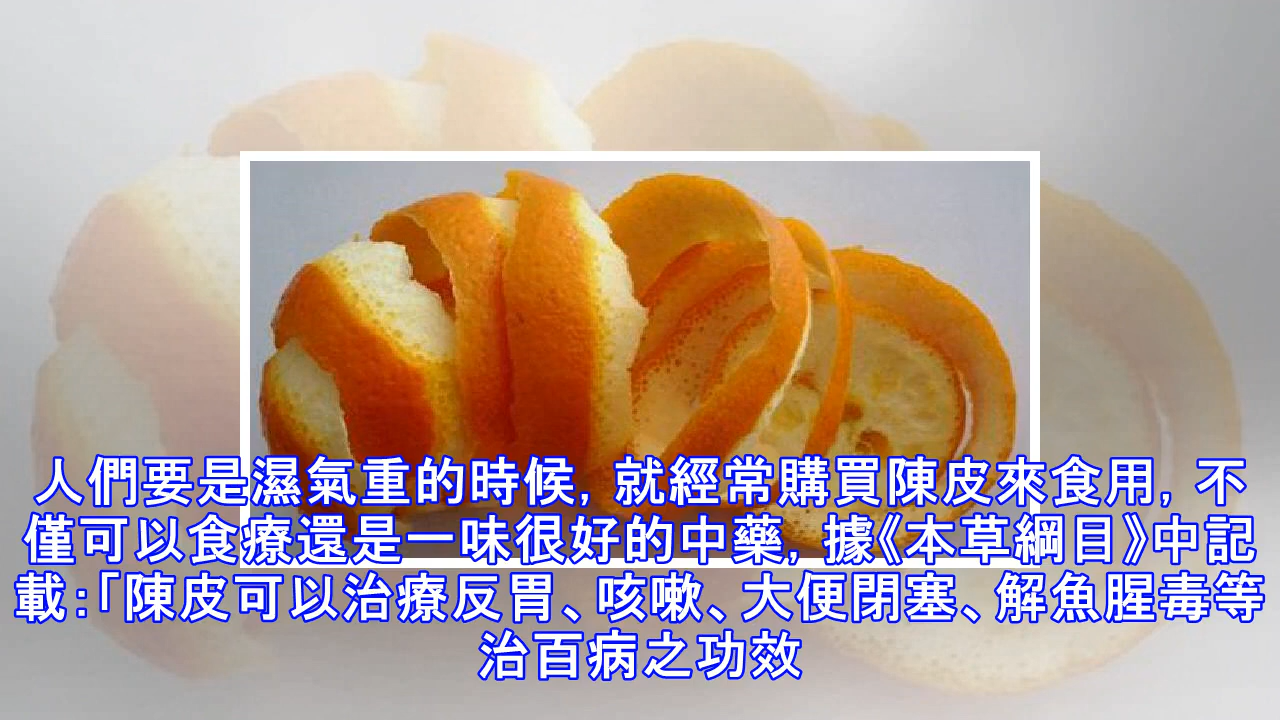 人們要是濕氣重的時候，就經常購買陳皮來食用，不
僅可以食療還是一味很好的中藥，據《本草綱目》中記
載：「陳皮可以治療反胃、咳嗽、大便閉塞、解魚腥毒等
治百病之功效